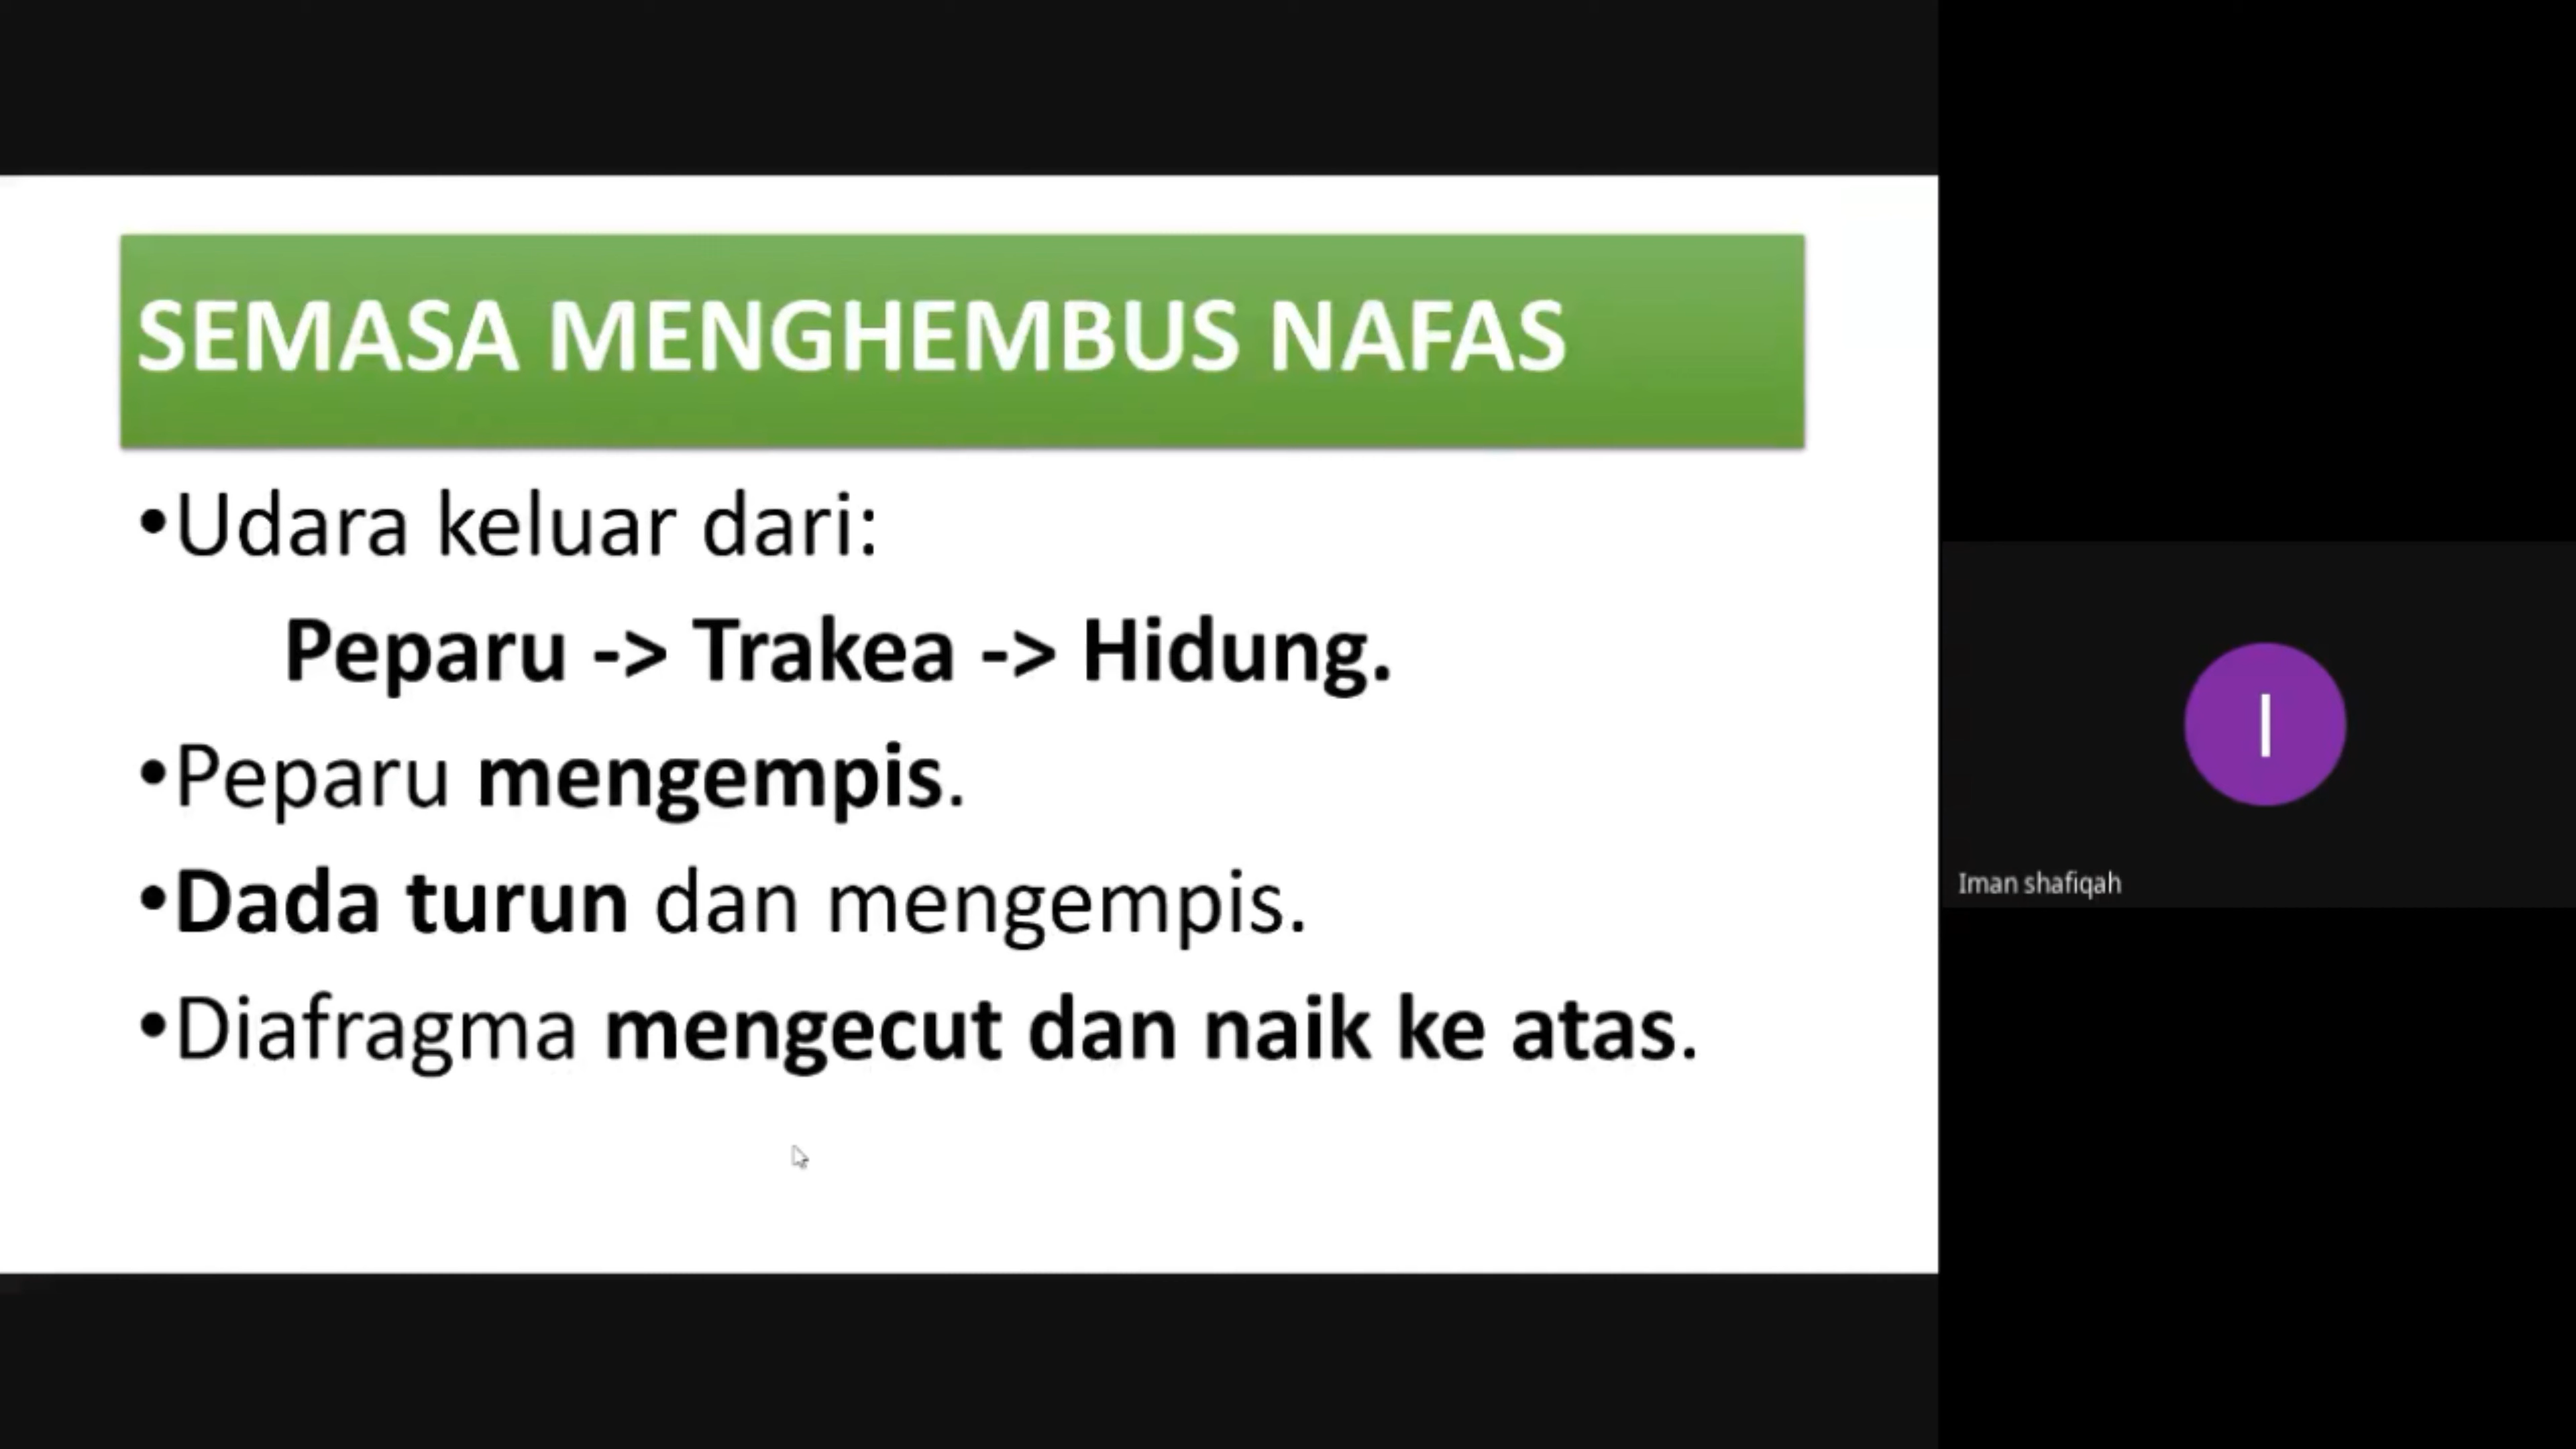 SEMASA MENGHEMBUS NAFAS
•Udara keluar dari:
Peparu -> Trakea -> Hidung.
•Peparu mengempis.
•Dada turun dan mengempis.
•Diafragma mengecut dan naik ke atas.
I
Iman shafiqah